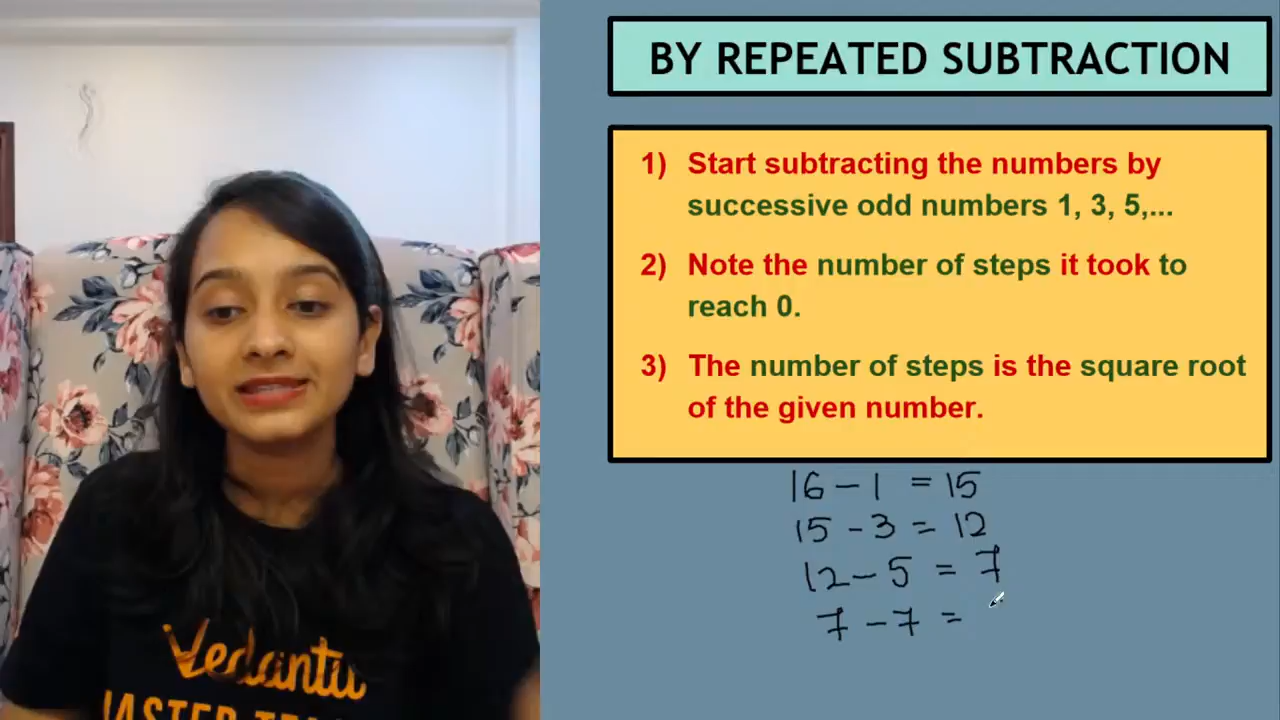 BY REPEATED SUBTRACTION
1) Start subtracting the numbers by
successive odd numbers 1, 3, 5,...
2) Note the number of steps it took to
reach 0.
3) The number of steps is the square root
of the given number.
16 - 1 = 15
15 - 3 = 12
12 - 5 = 7
7 - 7 =
Vedantu
MASTER